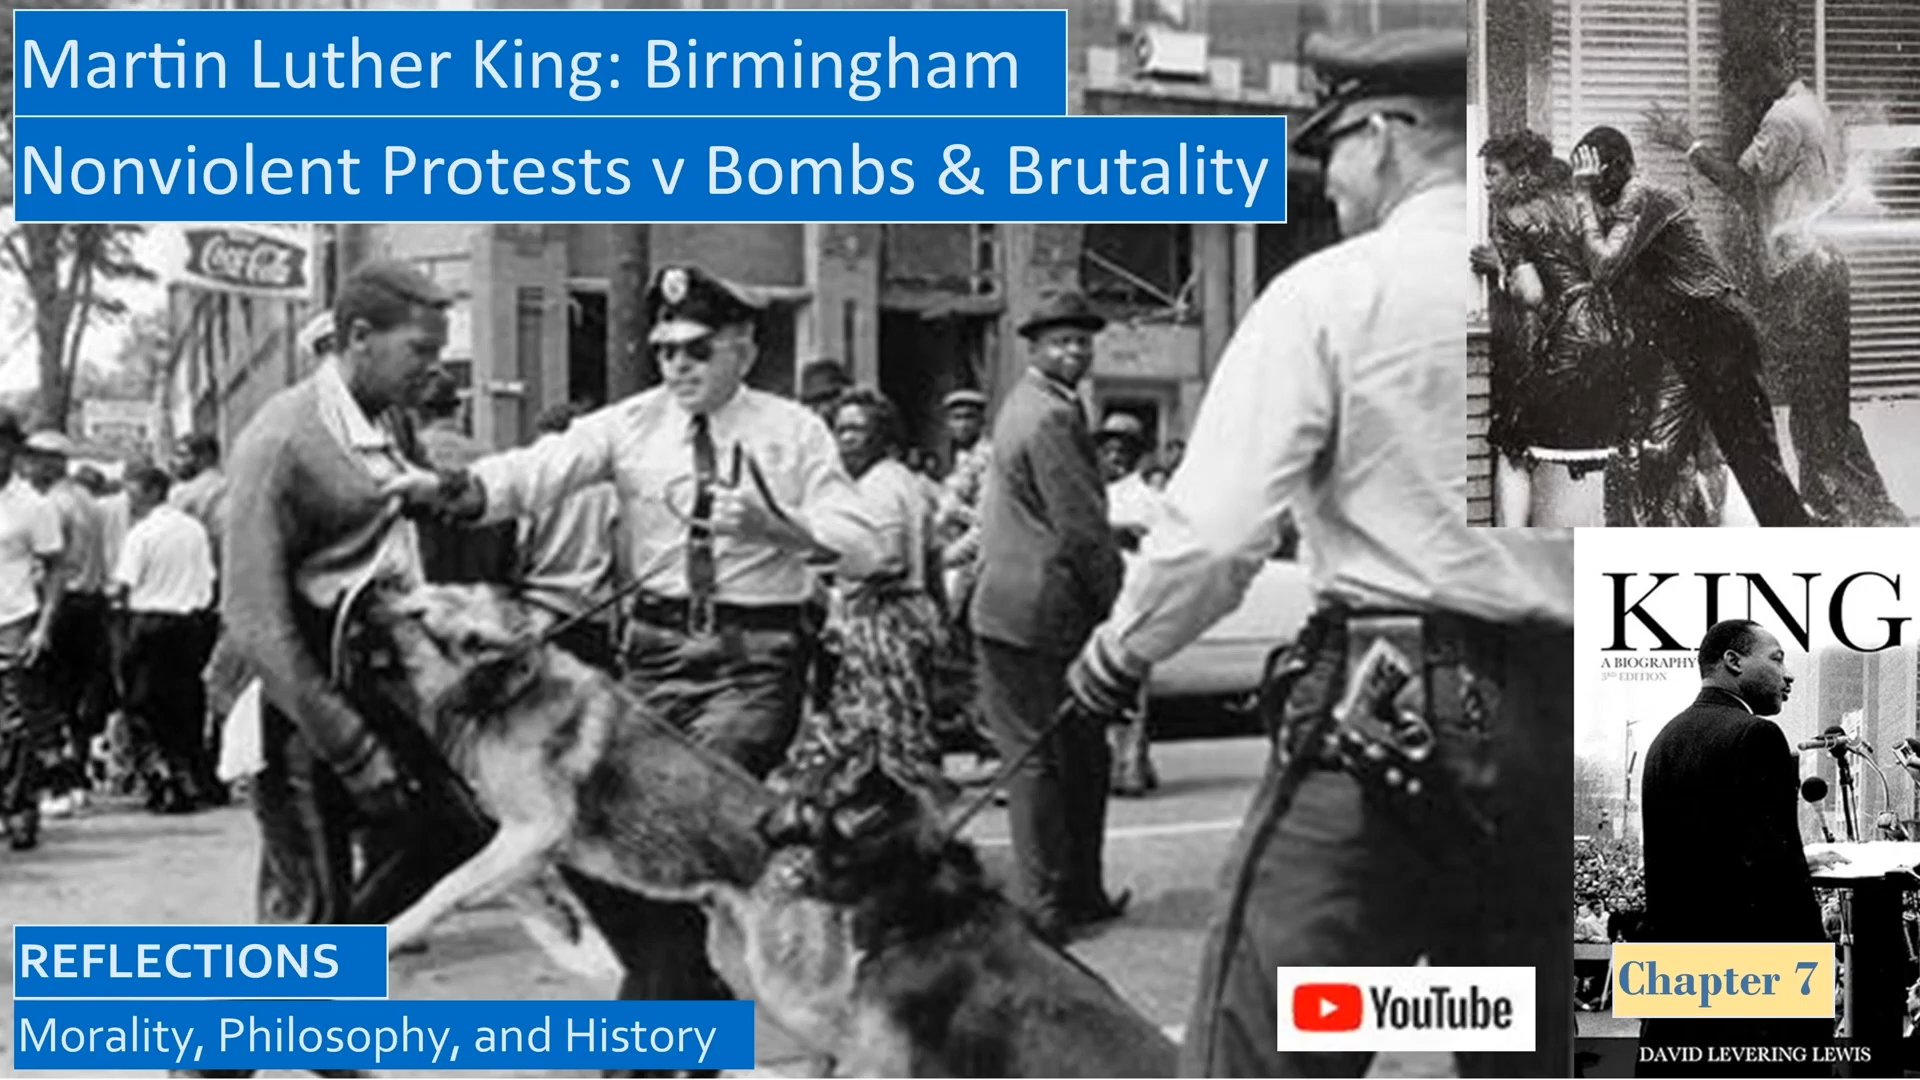 Martin Luther King: Birmingham
Nonviolent Protests v Bombs & Brutality
Coca-Cola
KING
A BIOGRAPHY
3RD EDITION
Chapter 7
DAVID LEVERING LEWIS
REFLECTIONS
Morality, Philosophy, and History
YouTube